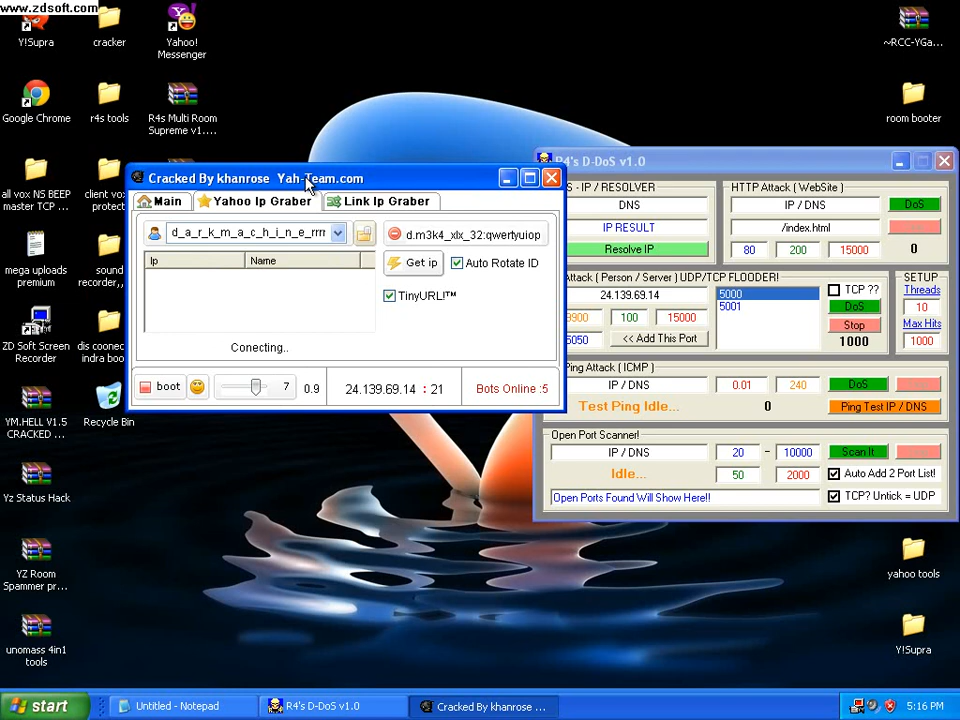 www.zdsoft.com
Y!Supra
cracker
Yahoo!
Messenger
~RCC-YGa...
Google Chrome
r4s tools
R4s Multi Room
Supreme v1....
room booter
all vox NS BEEP
master TCP ...
client vo
protect
mega uploads
premium
sound
recorder,,
ZD Soft Screen
Recorder
dis coonec
indra boo
YM.HELL V1.5
CRACKED ...
Recycle Bin
Yz Status Hack
YZ Room
Spammer pr...
unomass 4in1
tools
yahoo tools
Y!Supra
Cracked By khanrose Yah-Team.com
Main
Yahoo Ip Graber
Link Ip Graber
d_a_r_k_m_a_c_h_i_n_e_rrr
d.m3k4_xlx_32:qwertyuiop
Ip
Name
Get ip
Auto Rotate ID
TinyURL!™
Conecting..
boot
7
0.9
24.139.69.14 : 21
Bots Online :5
R4's D-DoS v1.0
S - IP / RESOLVER
DNS
IP RESULT
Resolve IP
HTTP Attack ( WebSite )
IP / DNS
DoS
/index.html
80
200
15000
0
Attack ( Person / Server ) UDP/TCP FLOODER!
24.139.69.14
100
15000
<< Add This Port
5000
5001
TCP ??
DoS
Stop
1000
SETUP
Threads
10
Max Hits
1000
Ping Attack ( ICMP )
IP / DNS
0.01
240
DoS
Test Ping Idle...
0
Ping Test IP / DNS
Open Port Scanner!
IP / DNS
20
-
10000
Scan It
Idle...
50
2000
Auto Add 2 Port List!
Open Ports Found Will Show Here!!
TCP? Untick = UDP
start
Untitled - Notepad
R4's D-DoS v1.0
Cracked By khanrose ...
5:16 PM